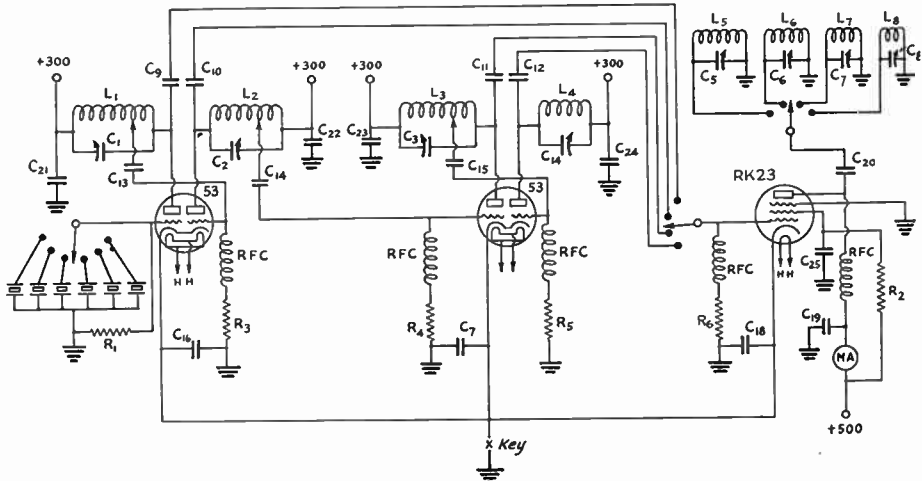 +300
C9
C10
L1
L2
C1
C2
C21
C13
C14
C22
+300
53
H H
RFC
R3
C16
R1
+300
C11
C12
+300
L3
L4
C23
C3
C15
C14
C24
53
RFC
R4
C7
RFC
R5
Key
L5
L6
L7
L8
C5
C6
C7
C20
RK23
H H
C25
RFC
R2
RFC
R6
C18
C19
MA
+500